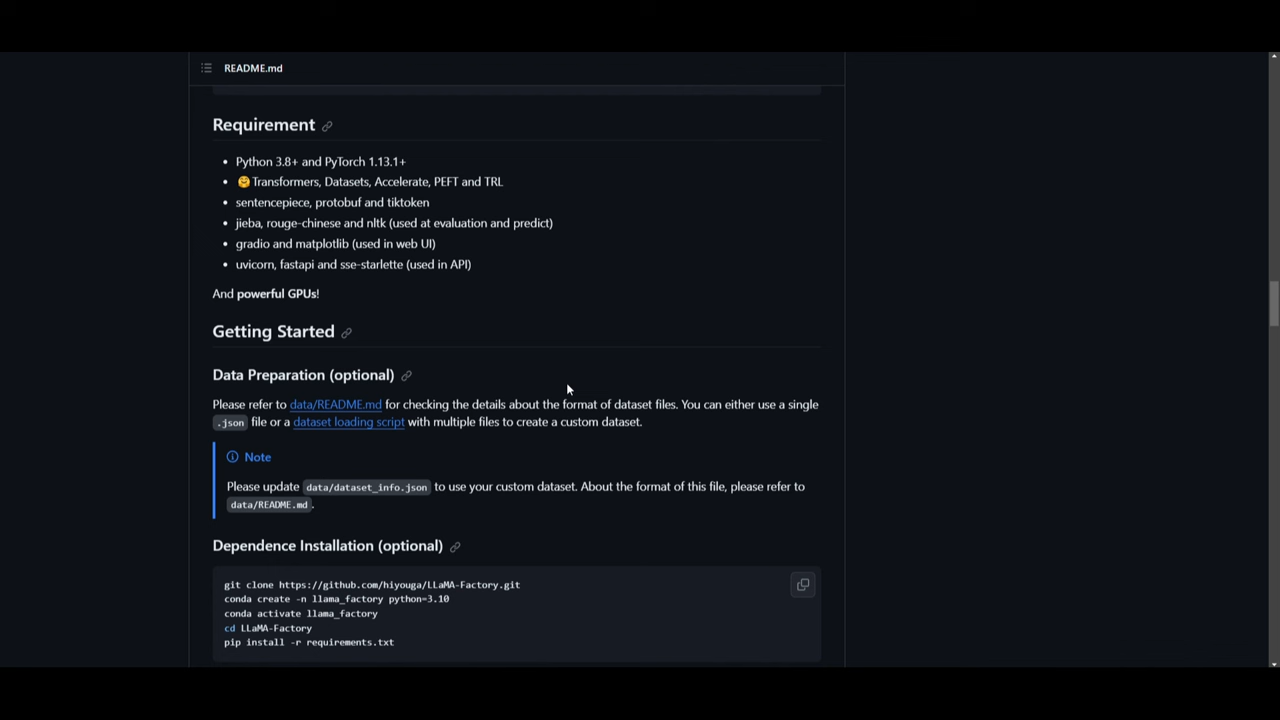 README.md
Requirement
Python 3.8+ and PyTorch 1.13.1+
🤗Transformers, Datasets, Accelerate, PEFT and TRL
sentencepiece, protobuf and tiktoken
jieba, rouge-chinese and nltk (used at evaluation and predict)
gradio and matplotlib (used in web UI)
uvicorn, fastapi and sse-starlette (used in API)
And powerful GPUs!
Getting Started
Data Preparation (optional)
Please refer to data/README.md for checking the details about the format of dataset files. You can either use a single
.json file or a dataset loading script with multiple files to create a custom dataset.
Note
Please update data/dataset_info.json to use your custom dataset. About the format of this file, please refer to
data/README.md.
Dependence Installation (optional)
git clone https://github.com/hiyouga/LLaMA-Factory.git
conda create -n llama_factory python=3.10
conda activate llama_factory
cd LLaMA-Factory
pip install -r requirements.txt